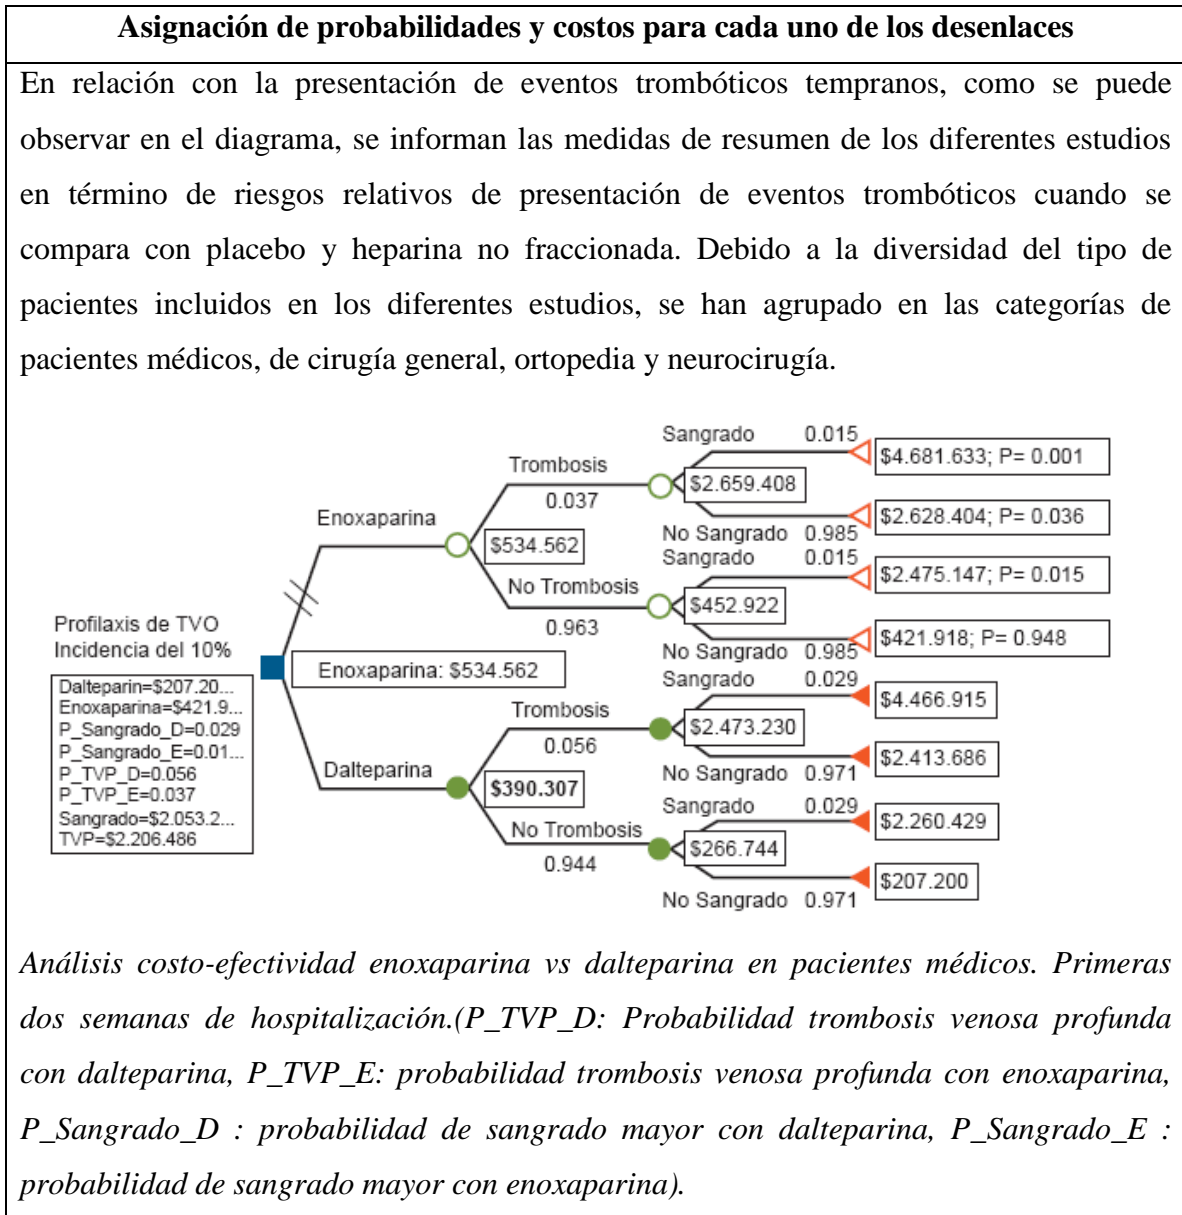 Asignación de probabilidades y costos para cada uno de los desenlaces
En relación con la presentación de eventos trombóticos tempranos, como se puede
observar en el diagrama, se informan las medidas de resumen de los diferentes estudios
en término de riesgos relativos de presentación de eventos trombóticos cuando se
compara con placebo y heparina no fraccionada. Debido a la diversidad del tipo de
pacientes incluidos en los diferentes estudios, se han agrupado en las categorías de
pacientes médicos, de cirugía general, ortopedia y neurocirugía.
Profilaxis de TVO
Incidencia del 10%
Dalteparin=$207.20...
Enoxaparina=$421.9...
P_Sangrado_D=0.029
P_Sangrado_E=0.01...
P_TVP_D=0.056
P_TVP_E=0.037
Sangrado=$2.053.2...
TVP=$2.206.486
Enoxaparina: $534.562
Enoxaparina
$534.562
Trombosis
0.037
$2.659.408
Sangrado 0.015
$4.681.633; P= 0.001
No Sangrado 0.985
$2.628.404; P= 0.036
No Trombosis
0.963
$452.922
Sangrado 0.015
$2.475.147; P= 0.015
No Sangrado 0.985
$421.918; P= 0.948
Dalteparina
$390.307
Trombosis
0.056
$2.473.230
Sangrado 0.029
$4.466.915
No Sangrado 0.971
$2.413.686
No Trombosis
0.944
$266.744
Sangrado 0.029
$2.260.429
No Sangrado 0.971
$207.200
Análisis costo-efectividad enoxaparina vs dalteparina en pacientes médicos. Primeras
dos semanas de hospitalización.(P_TVP_D: Probabilidad trombosis venosa profunda
con dalteparina, P_TVP_E: probabilidad trombosis venosa profunda con enoxaparina,
P_Sangrado_D : probabilidad de sangrado mayor con dalteparina, P_Sangrado_E :
probabilidad de sangrado mayor con enoxaparina).